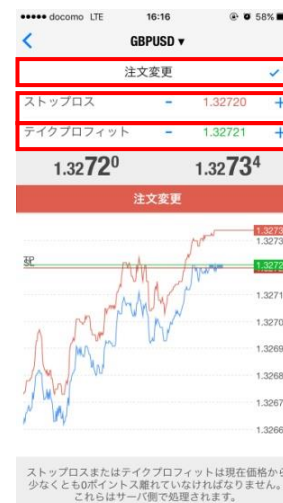 docomo LTE 16:16 58%
GBPUSD ▾
注文変更
ストップロス - 1.32720 +
テイクプロフィット - 1.32721 +
1.32720 1.32734
注文変更
1.3273
1.3273
1.3272
1.3271
1.3270
1.3269
1.3268
1.3267
1.3266
ストップロスまたはテイクプロフィットは現在価格から
少なくとも0ポイントス離れていなければなりません。
これらはサーバ側で処理されます。